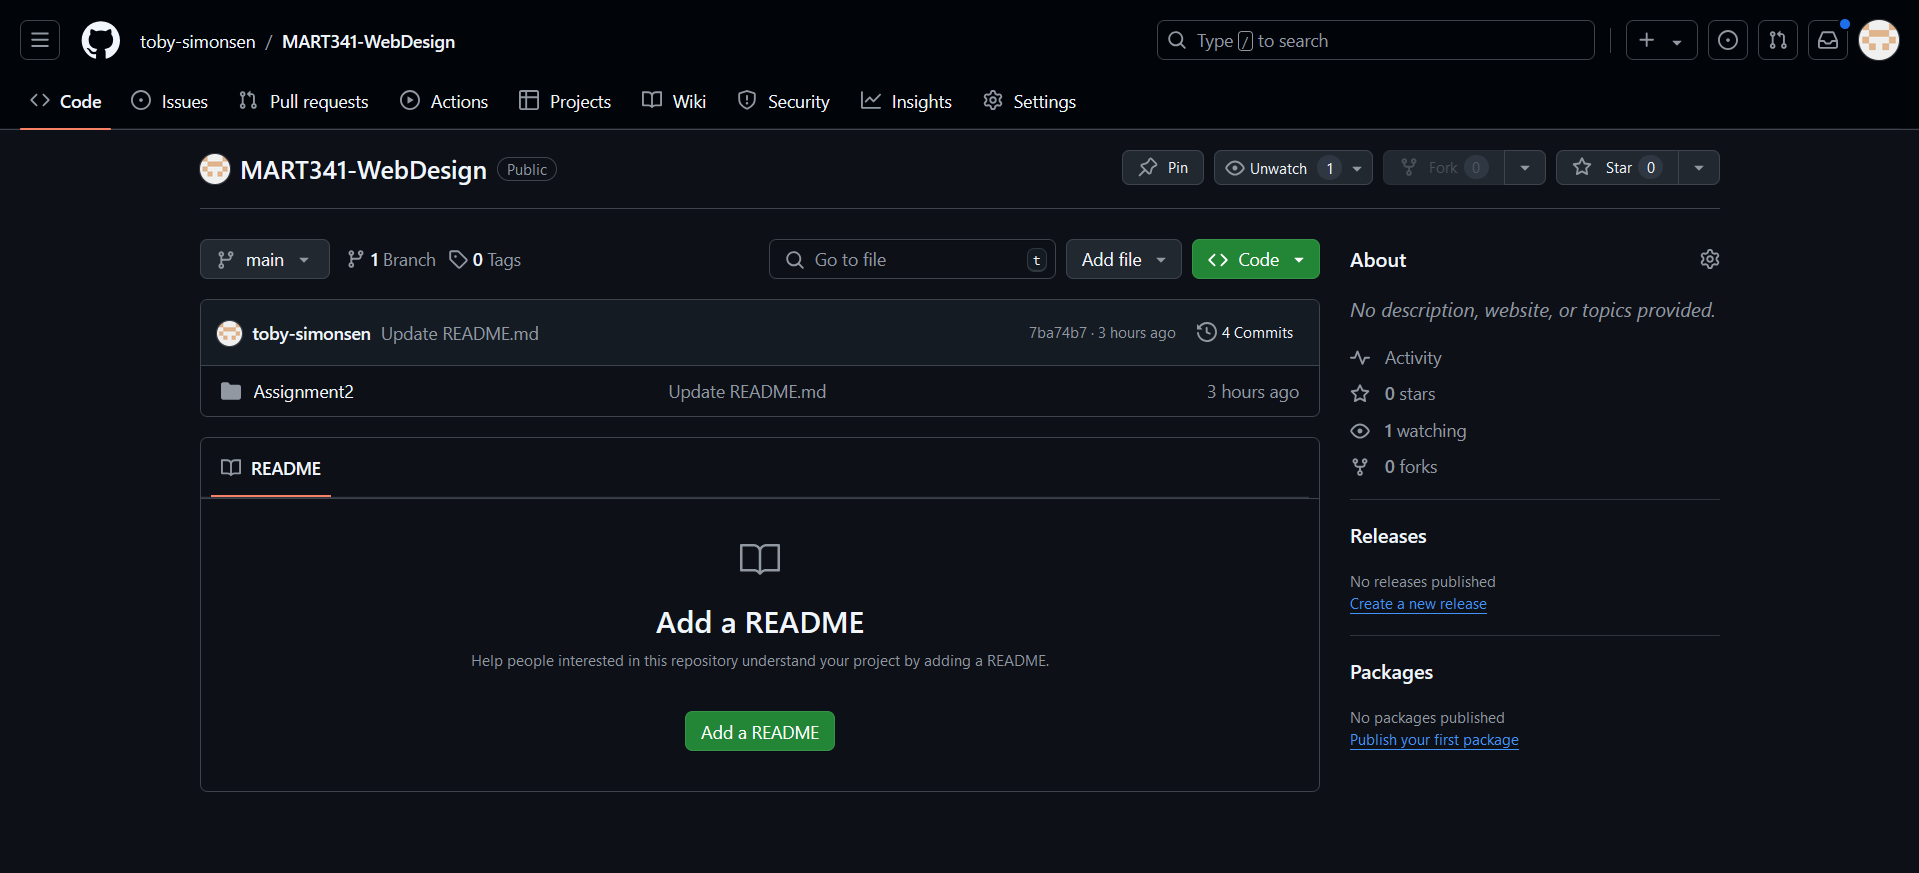 toby-simonsen / MART341-WebDesign
Type / to search
Code Issues Pull requests Actions Projects Wiki Security Insights Settings
MART341-WebDesign Public
Pin Unwatch 1 Fork 0 Star 0
main 1 Branch 0 Tags Go to file t Add file Code
toby-simonsen Update README.md 7ba74b7 · 3 hours ago 4 Commits
Assignment2 Update README.md 3 hours ago
README
Add a README
Help people interested in this repository understand your project by adding a README.
Add a README
About
No description, website, or topics provided.
Activity
0 stars
1 watching
0 forks
Releases
No releases published
Create a new release
Packages
No packages published
Publish your first package